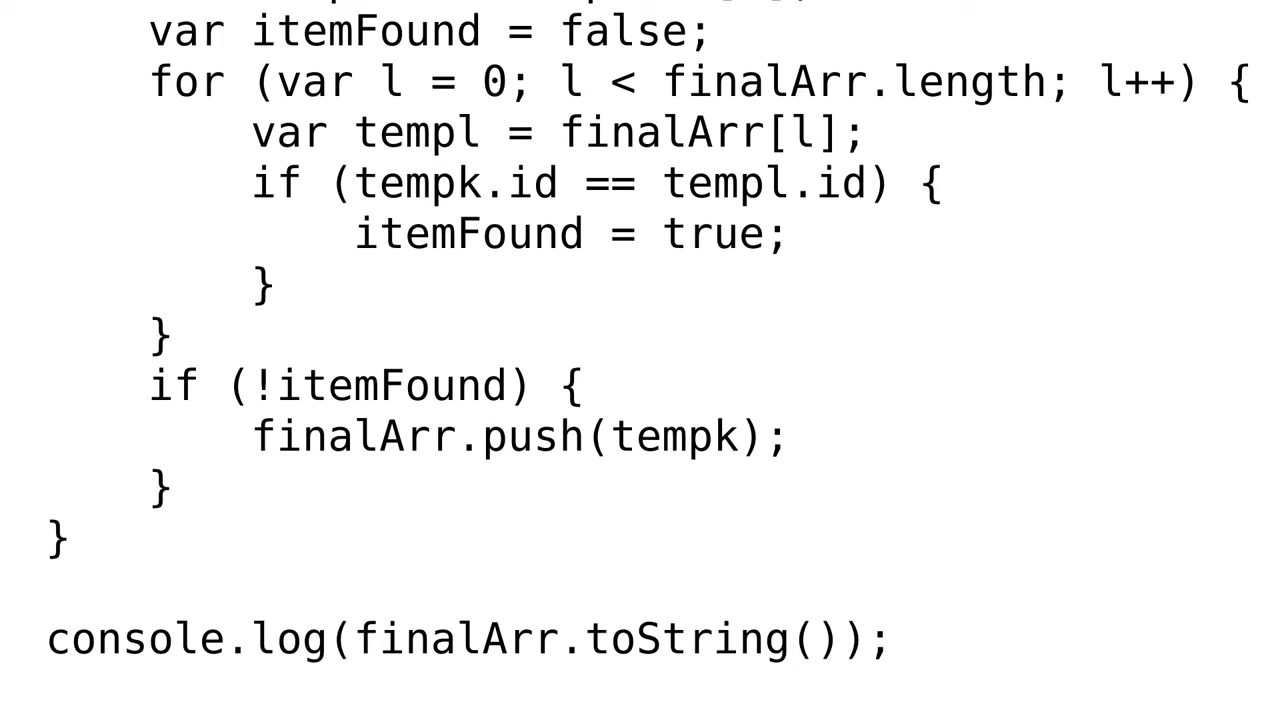 var itemFound = false;
for (var l = 0; l < finalArr.length; l++) {
var templ = finalArr[l];
if (tempk.id == templ.id) {
itemFound = true;
}
}
if (!itemFound) {
finalArr.push(tempk);
}
}
console.log(finalArr.toString());